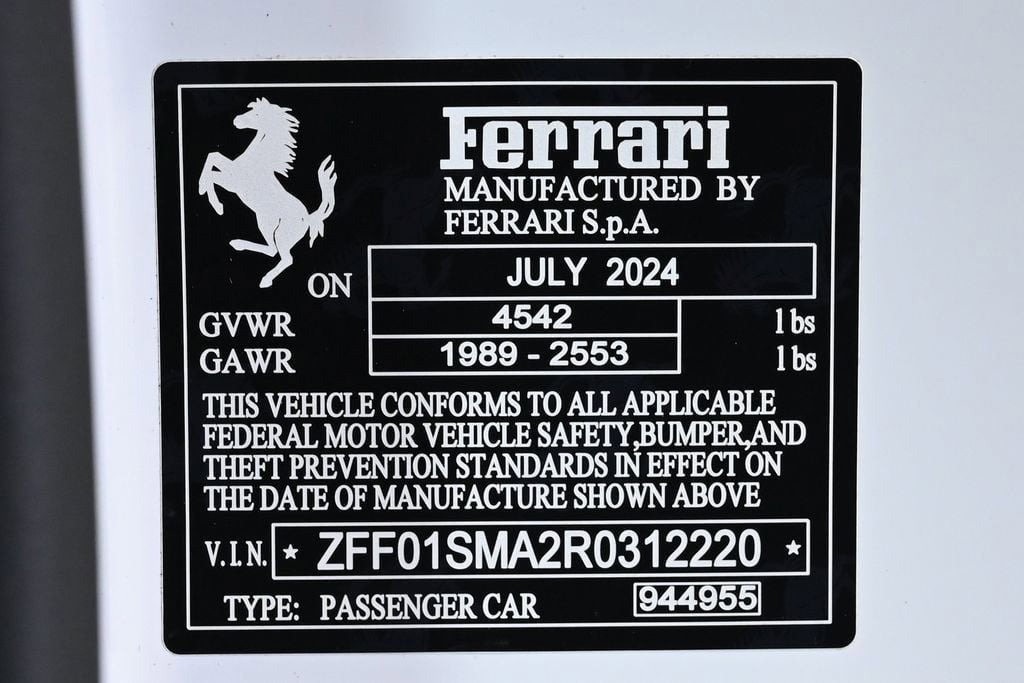 Ferrari
MANUFACTURED BY
FERRARI S.p.A.
ON JULY 2024
GVWR 4542 lbs
GAWR 1989 - 2553 lbs
THIS VEHICLE CONFORMS TO ALL APPLICABLE
FEDERAL MOTOR VEHICLE SAFETY,BUMPER,AND
THEFT PREVENTION STANDARDS IN EFFECT ON
THE DATE OF MANUFACTURE SHOWN ABOVE
V.I.N. ★ ZFF01SMA2R0312220 ★
TYPE: PASSENGER CAR 944955